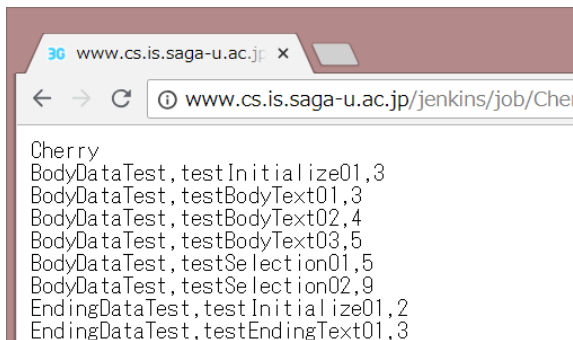 3G www.cs.is.saga-u.ac.jp
www.cs.is.saga-u.ac.jp/jenkins/job/Cher
Cherry
BodyDataTest,testInitialize01,3
BodyDataTest,testBodyText01,3
BodyDataTest,testBodyText02,4
BodyDataTest,testBodyText03,5
BodyDataTest,testSelection01,5
BodyDataTest,testSelection02,9
EndingDataTest,testInitialize01,2
EndingDataTest,testEndingText01,3